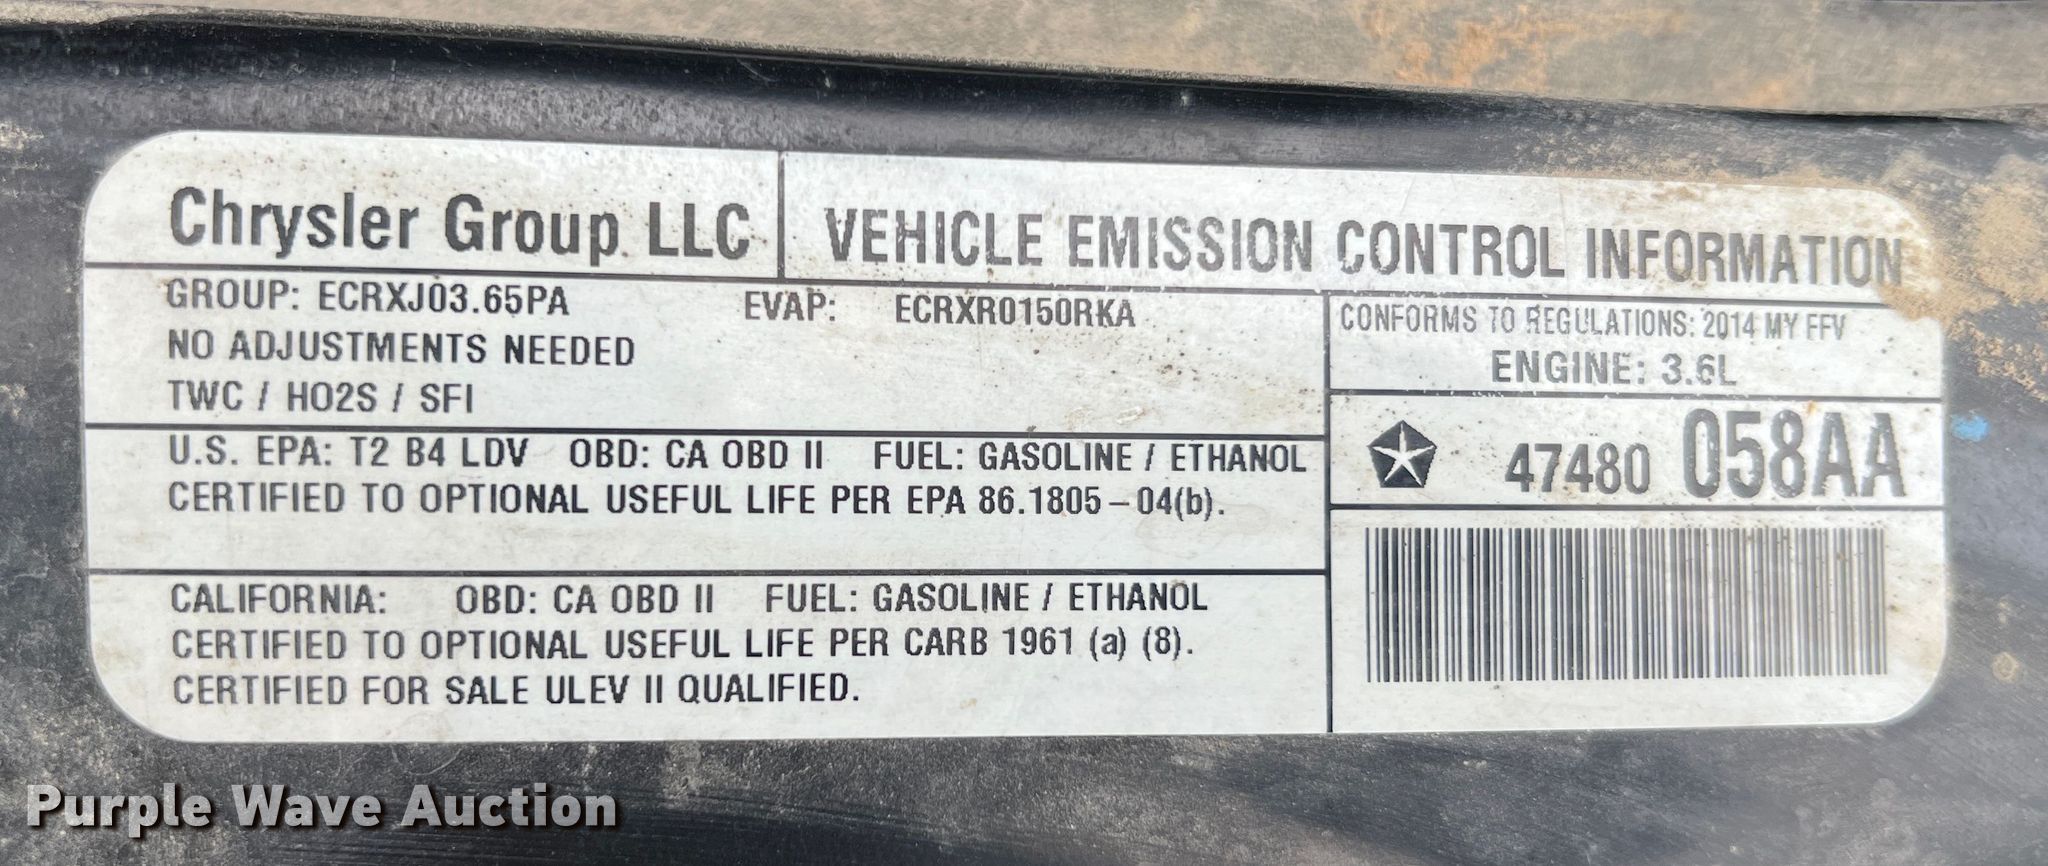 Chrysler Group LLC
VEHICLE EMISSION CONTROL INFORMATION
GROUP: ECRXJ03.65PA EVAP: ECRXR0150RKA
NO ADJUSTMENTS NEEDED
TWC / HO2S / SFI
CONFORMS TO REGULATIONS: 2014 MY FFV
ENGINE: 3.6L
47480 058AA
U.S. EPA: T2 B4 LDV OBD: CA OBD II FUEL: GASOLINE / ETHANOL
CERTIFIED TO OPTIONAL USEFUL LIFE PER EPA 86.1805-04(b).
CALIFORNIA: OBD: CA OBD II FUEL: GASOLINE / ETHANOL
CERTIFIED TO OPTIONAL USEFUL LIFE PER CARB 1961 (a) (8).
CERTIFIED FOR SALE ULEV II QUALIFIED.
Purple Wave Auction